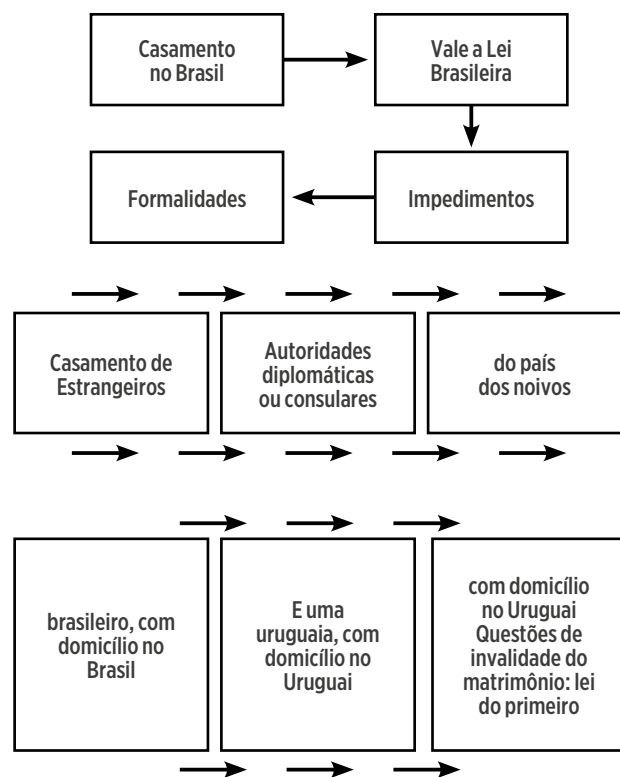 Casamento
no Brasil
Vale a Lei
Brasileira
Formalidades
Impedimentos
Casamento de
Estrangeiros
Autoridades
diplomáticas
ou consulares
do país
dos noivos
brasileiro, com
domicílio no
Brasil
E uma
uruguaia, com
domicílio no
Uruguai
com domicílio
no Uruguai
Questões de
invalidade do
matrimônio: lei
do primeiro